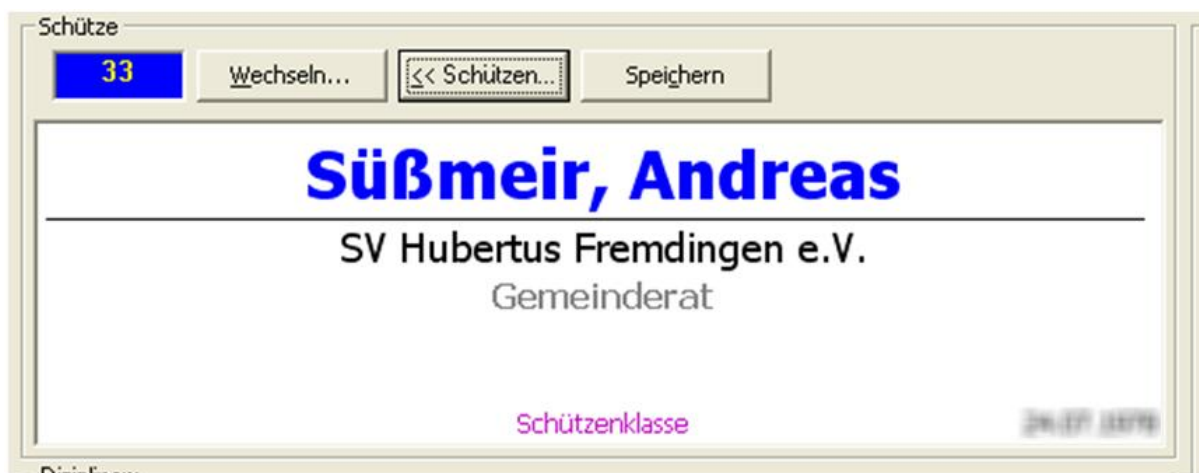 Schütze
33 Wechseln... << Schützen... Speichern
Süßmeir, Andreas
SV Hubertus Fremdingen e.V.
Gemeinderat
Schützenklasse